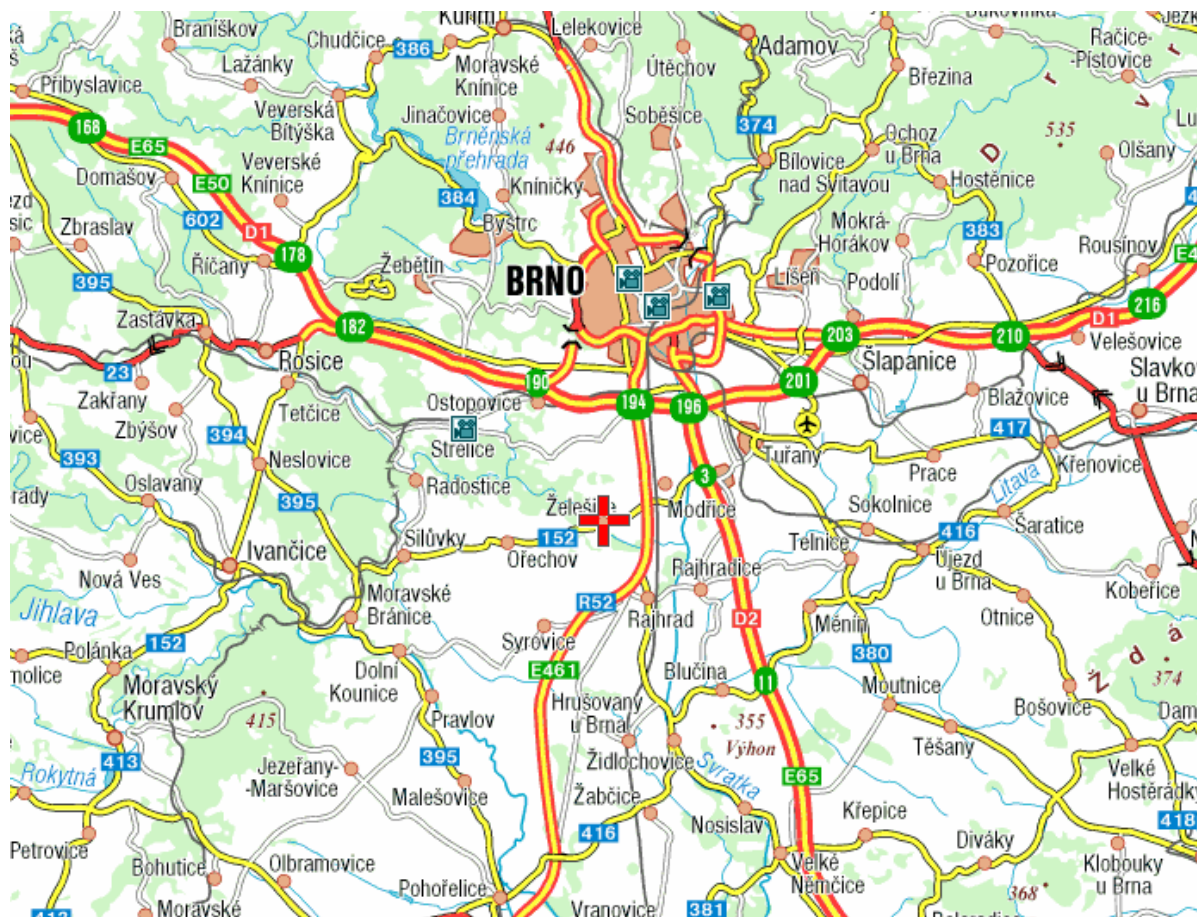 Kuřim
Braníškov
Chudčice
386
Lelekovice
Adamov
Bukovinka
Račice-
-Pístovice
Lažánky
Moravské
Knínice
Útěchov
Březina
Přibyslavice
Veverská
Bítýška
Jinačovice
Soběšice
168
E65
Brněnská
přehrada
446
374
Ochoz
u Brna
535
D r v r
Olšany
Domašov
Veverské
Knínice
Bílovice
nad Svitavou
Hostěnice
E50
384
Kníničky
602
Bystrc
Mokrá-
Horákov
383
Zbraslav
D1
178
Rousínov
Říčany
Žebětín
Líšeň
Podolí
Pozořice
395
BRNO
216
Zastávka
182
203
210
D1
Velešovice
Rosice
Šlapanice
23
190
201
Slavkov
u Brna
Zakřany
Tetčice
Ostopovice
194
196
Blažovice
Zbýšov
394
Střelice
417
393
Neslovice
Tuřany
Prace
Křenovice
Oslavany
Radostice
3
Litava
395
Modřice
Sokolnice
Šaratice
Silůvky
152
Ořechov
Telnice
416
Ivančice
Újezd
u Brna
Nová Ves
Moravské
Bránice
Rajhradice
Kobeřice
Jihlava
R52
Rajhrad
D2
Otnice
152
Syrovice
Měnín
Polánka
Dolní
Kounice
E461
Blučina
380
Moravský
Krumlov
11
Moutnice
Ž d á
374
415
Pravlov
Hrušovany
u Brna
355
Výhon
Bošovice
413
395
Židlochovice
Těšany
Rokytná
Jezeřany-
-Maršovice
Svratka
E65
Velké
Hostěrádky
Malešovice
Žabčice
Křepice
416
Nosislav
418
Petrovice
Diváky
Bohutice
Olbramovice
Velké
Němčice
Klobouky
u Brna
Pohořelice
368
Moravské
Vranovice
381